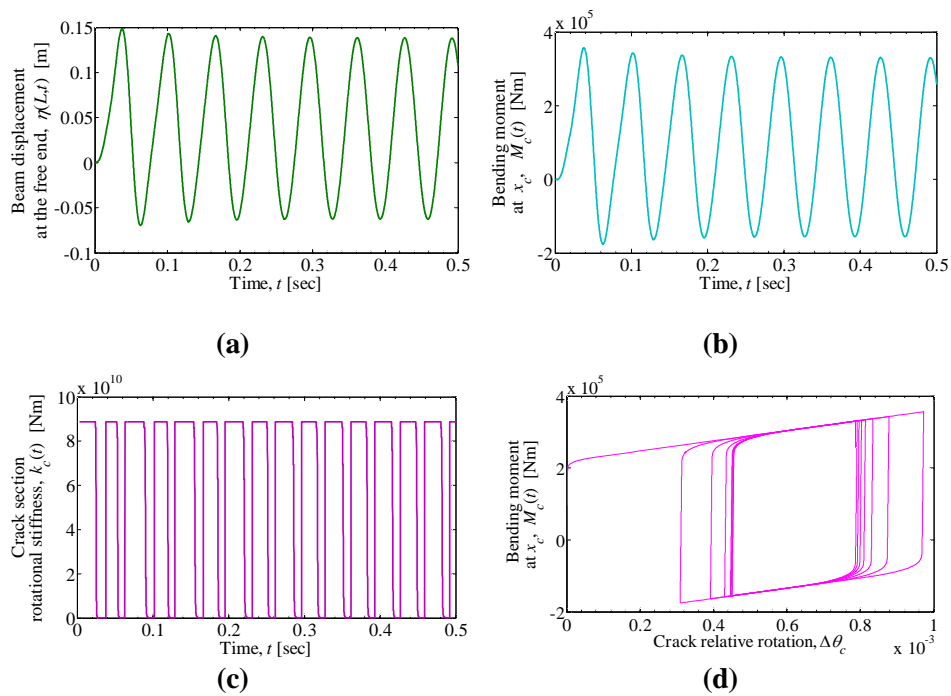 0.15
0.1
0.05
0
-0.05
-0.1
Beam displacement
at the free end, η(L,t) [m]
0 0.1 0.2 0.3 0.4 0.5
Time, t [sec]
(a)
x 10^5
4
2
0
-2
Bending moment
at x_c, M_c(t) [Nm]
0 0.1 0.2 0.3 0.4 0.5
Time, t [sec]
(b)
x 10^10
10
8
6
4
2
0
Crack section
rotational stiffness, k_c(t) [Nm]
0 0.1 0.2 0.3 0.4 0.5
Time, t [sec]
(c)
x 10^5
4
2
0
-2
Bending moment
at x_c, M_c(t) [Nm]
0 0.2 0.4 0.6 0.8 1
Crack relative rotation, Δθ_c
x 10^-3
(d)